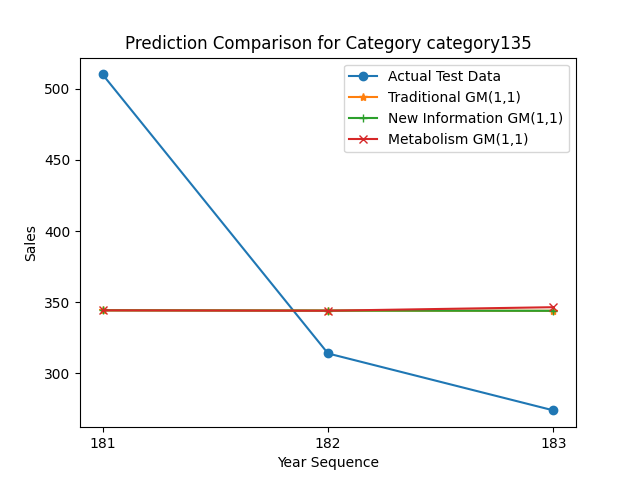 Prediction Comparison for Category category135
Actual Test Data
Traditional GM(1,1)
New Information GM(1,1)
Metabolism GM(1,1)
500
450
400
350
300
Sales
181
182
183
Year Sequence